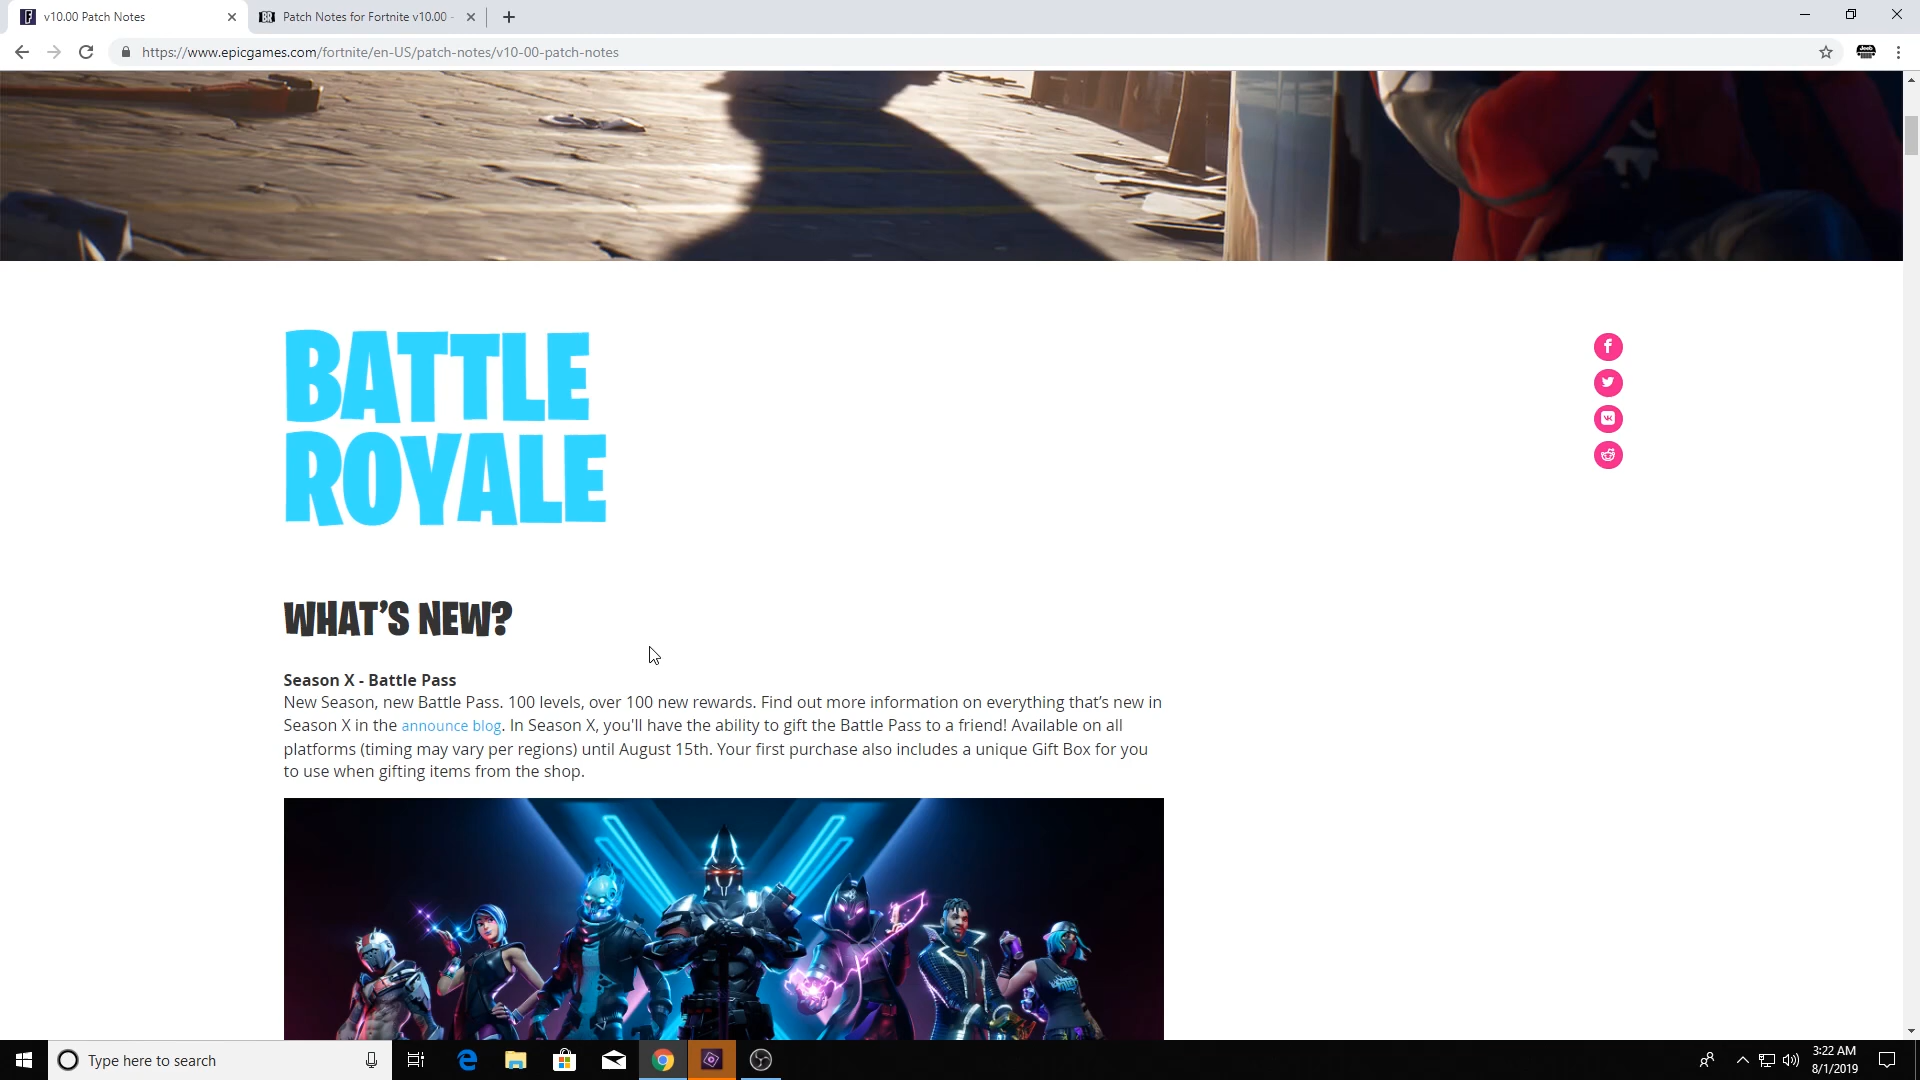 v10.00 Patch Notes
Patch Notes for Fortnite v10.00 -
https://www.epicgames.com/fortnite/en-US/patch-notes/v10-00-patch-notes
BATTLE
ROYALE
WHAT'S NEW?
Season X - Battle Pass
New Season, new Battle Pass. 100 levels, over 100 new rewards. Find out more information on everything that’s new in
Season X in the announce blog. In Season X, you'll have the ability to gift the Battle Pass to a friend! Available on all
platforms (timing may vary per regions) until August 15th. Your first purchase also includes a unique Gift Box for you
to use when gifting items from the shop.
Type here to search
3:22 AM
8/1/2019